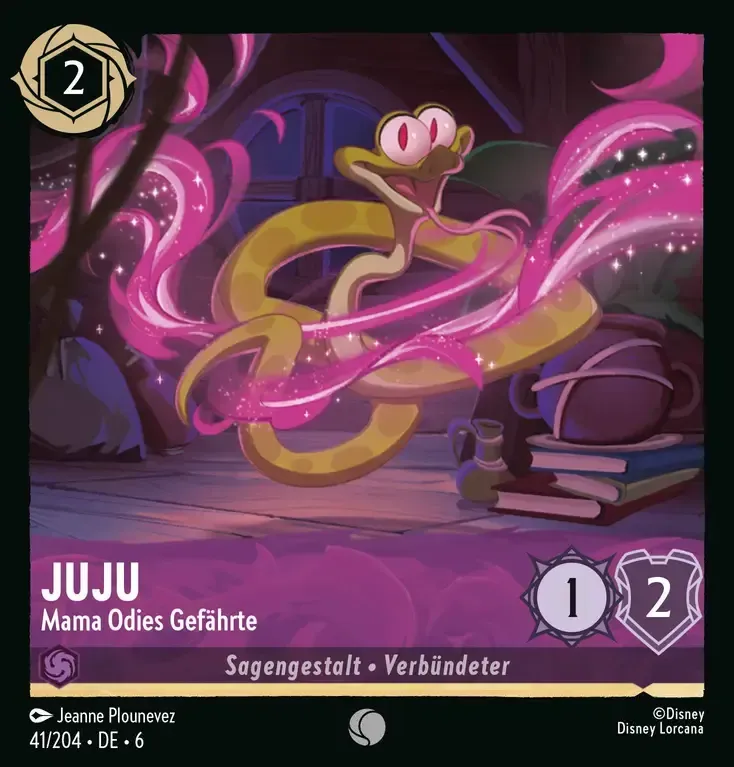 2
JUJU
Mama Odies Gefährte
1
2
Sagengestalt • Verbündeter
Jeanne Plounevez
©Disney
41/204 • DE • 6
Disney Lorcana